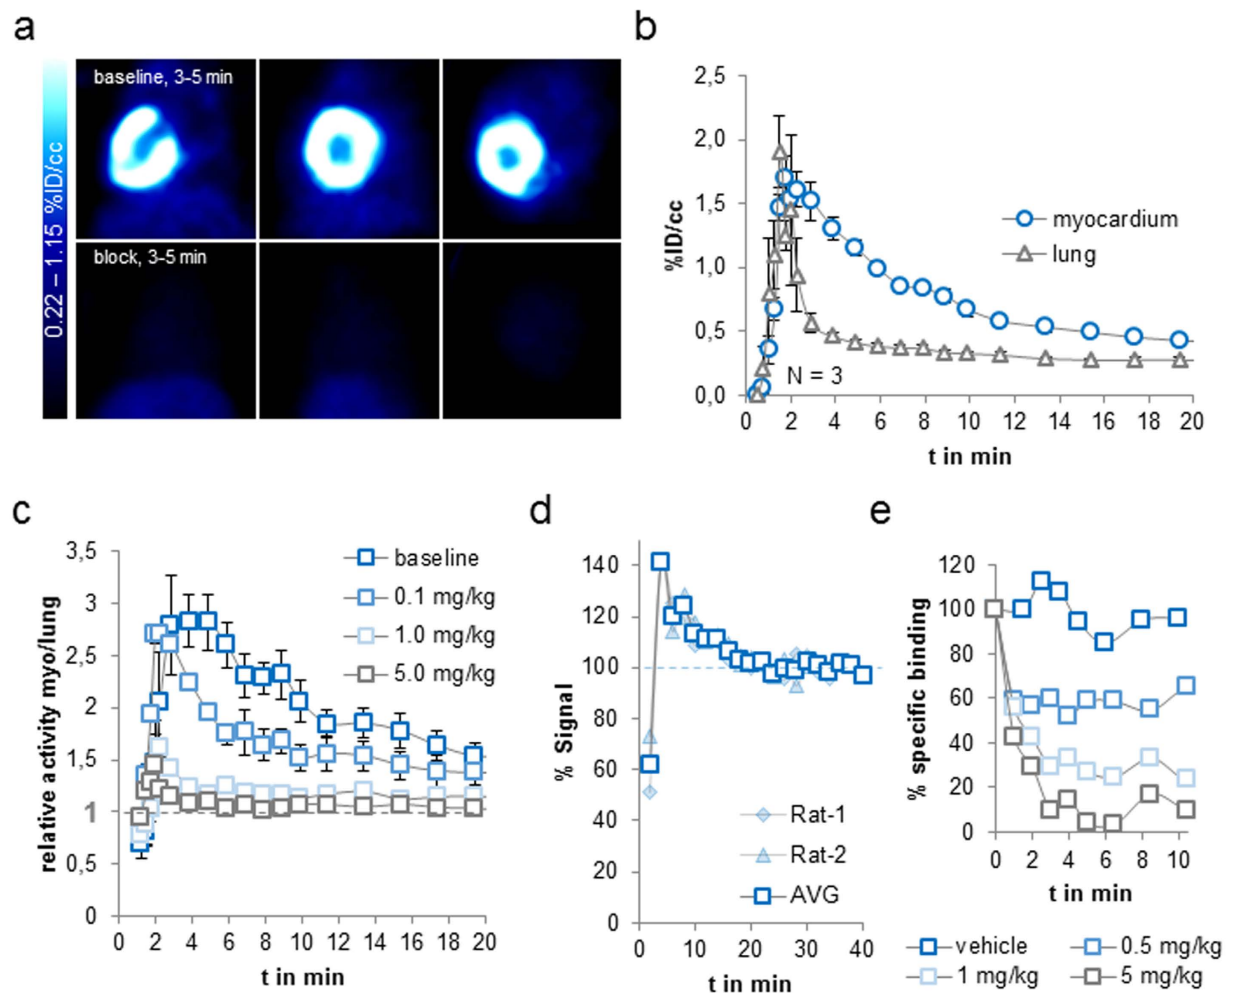 a
baseline, 3-5 min
block, 3-5 min
0.22 – 1.15 %ID/cc
b
2,5
2,0
1,5
1,0
0,5
0,0
%ID/cc
myocardium
lung
N = 3
0 2 4 6 8 10 12 14 16 18 20
t in min
c
3,5
3
2,5
2
1,5
1
0,5
0
relative activity myo/lung
baseline
0.1 mg/kg
1.0 mg/kg
5.0 mg/kg
0 2 4 6 8 10 12 14 16 18 20
t in min
d
140
120
100
80
60
40
20
0
% Signal
Rat-1
Rat-2
AVG
0 10 20 30 40
t in min
e
120
100
80
60
40
20
0
% specific binding
0 2 4 6 8 10
t in min
vehicle 0.5 mg/kg
1 mg/kg 5 mg/kg